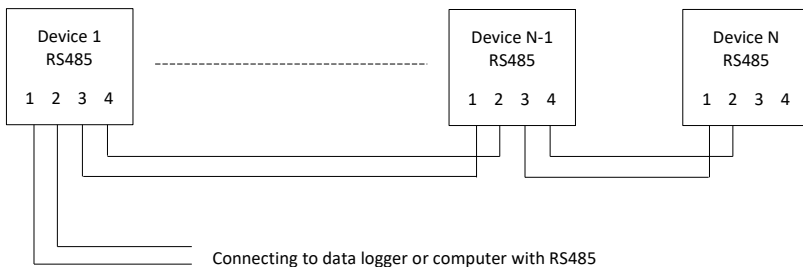 Device 1
RS485
1 2 3 4
Device N-1
RS485
1 2 3 4
Device N
RS485
1 2 3 4
Connecting to data logger or computer with RS485